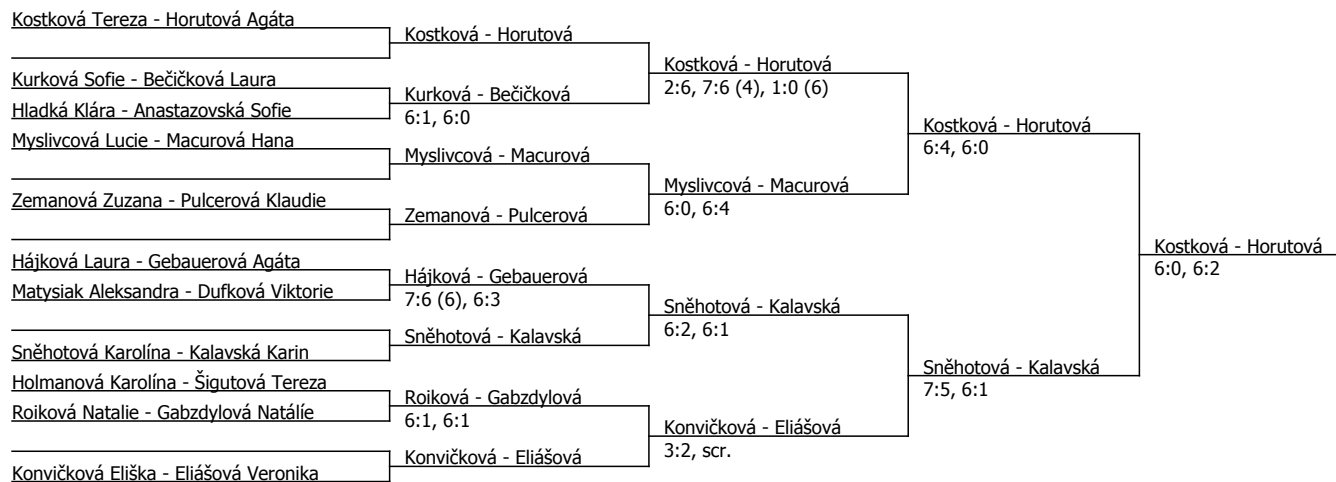 Kostková Tereza - Horutová Agáta
Kurková Sofie - Bečičková Laura
Hladká Klára - Anastazovská Sofie
Myslivcová Lucie - Macurová Hana
Zemanová Zuzana - Pulcerová Klaudie
Hájková Laura - Gebauerová Agáta
Matysiak Aleksandra - Dufková Viktorie
Sněhotová Karolína - Kalavská Karin
Holmanová Karolína - Šigutová Tereza
Roiková Natalie - Gabzdylová Natálíe
Konvičková Eliška - Eliášová Veronika
Kostková - Horutová
Kurková - Bečičková
6:1, 6:0
Myslivcová - Macurová
Zemanová - Pulcerová
Hájková - Gebauerová
7:6 (6), 6:3
Sněhotová - Kalavská
Roiková - Gabzdylová
6:1, 6:1
Konvičková - Eliášová
Kostková - Horutová
2:6, 7:6 (4), 1:0 (6)
Myslivcová - Macurová
6:0, 6:4
Sněhotová - Kalavská
6:2, 6:1
Konvičková - Eliášová
3:2, scr.
Kostková - Horutová
6:4, 6:0
Sněhotová - Kalavská
7:5, 6:1
Kostková - Horutová
6:0, 6:2